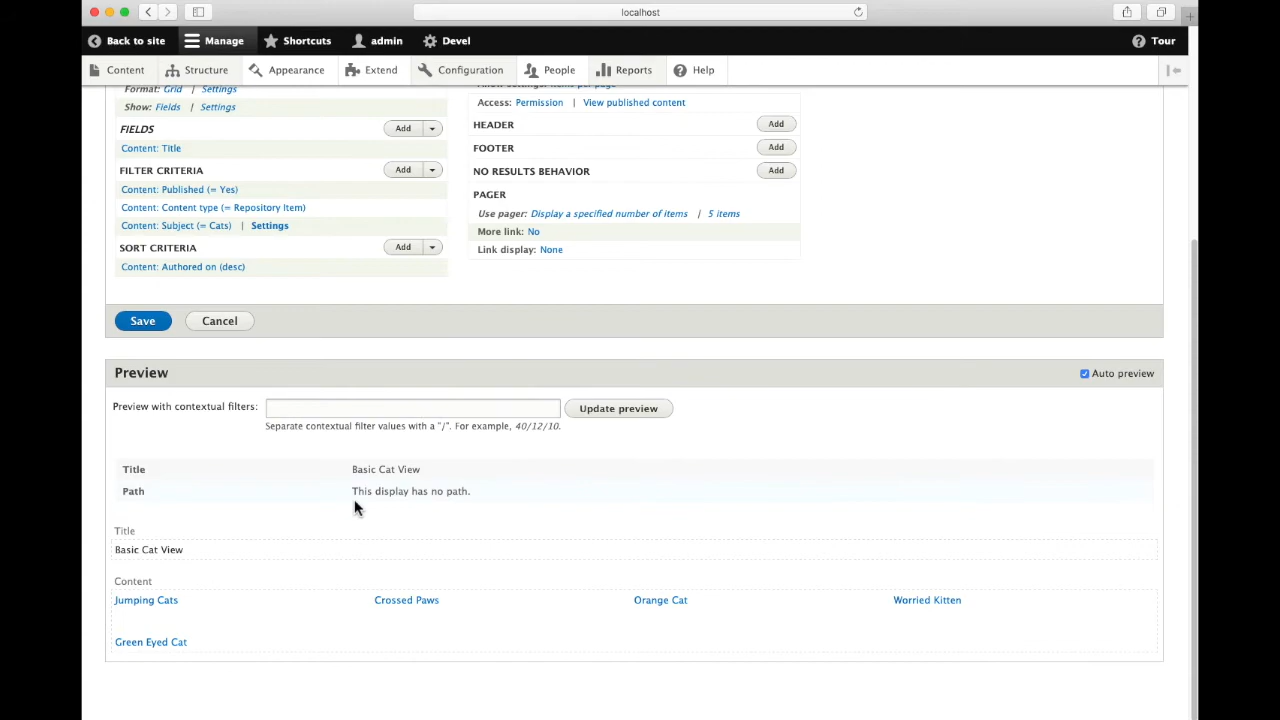 localhost
Back to site Manage Shortcuts admin Devel Tour
Content Structure Appearance Extend Configuration People Reports Help
Format: Grid | Settings
Show: Fields | Settings
FIELDS Add
Content: Title
FILTER CRITERIA Add
Content: Published (= Yes)
Content: Content type (= Repository Item)
Content: Subject (= Cats) | Settings
SORT CRITERIA Add
Content: Authored on (desc)
Access: Permission | View published content
HEADER Add
FOOTER Add
NO RESULTS BEHAVIOR Add
PAGER
Use pager: Display a specified number of items | 5 items
More link: No
Link display: None
Save Cancel
Preview Auto preview
Preview with contextual filters: Update preview
Separate contextual filter values with a "/". For example, 40/12/10.
Title Basic Cat View
Path This display has no path.
Title
Basic Cat View
Content
Jumping Cats Crossed Paws Orange Cat Worried Kitten
Green Eyed Cat